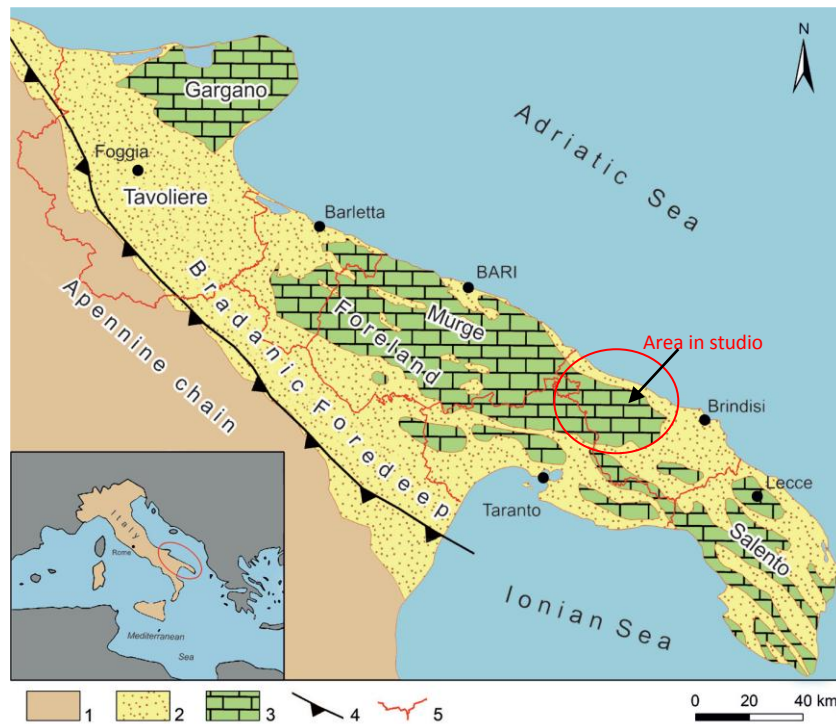 N
Gargano
Adriatic Sea
Foggia
Tavoliere
Barletta
BARI
Bradanic Foredeep
Foreland
Murge
Area in studio
Apennine chain
Brindisi
Taranto
Lecce
Salento
Ionian Sea
Italy
Rome
Mediterranean
Sea
1 2 3 4 5
0 20 40 km